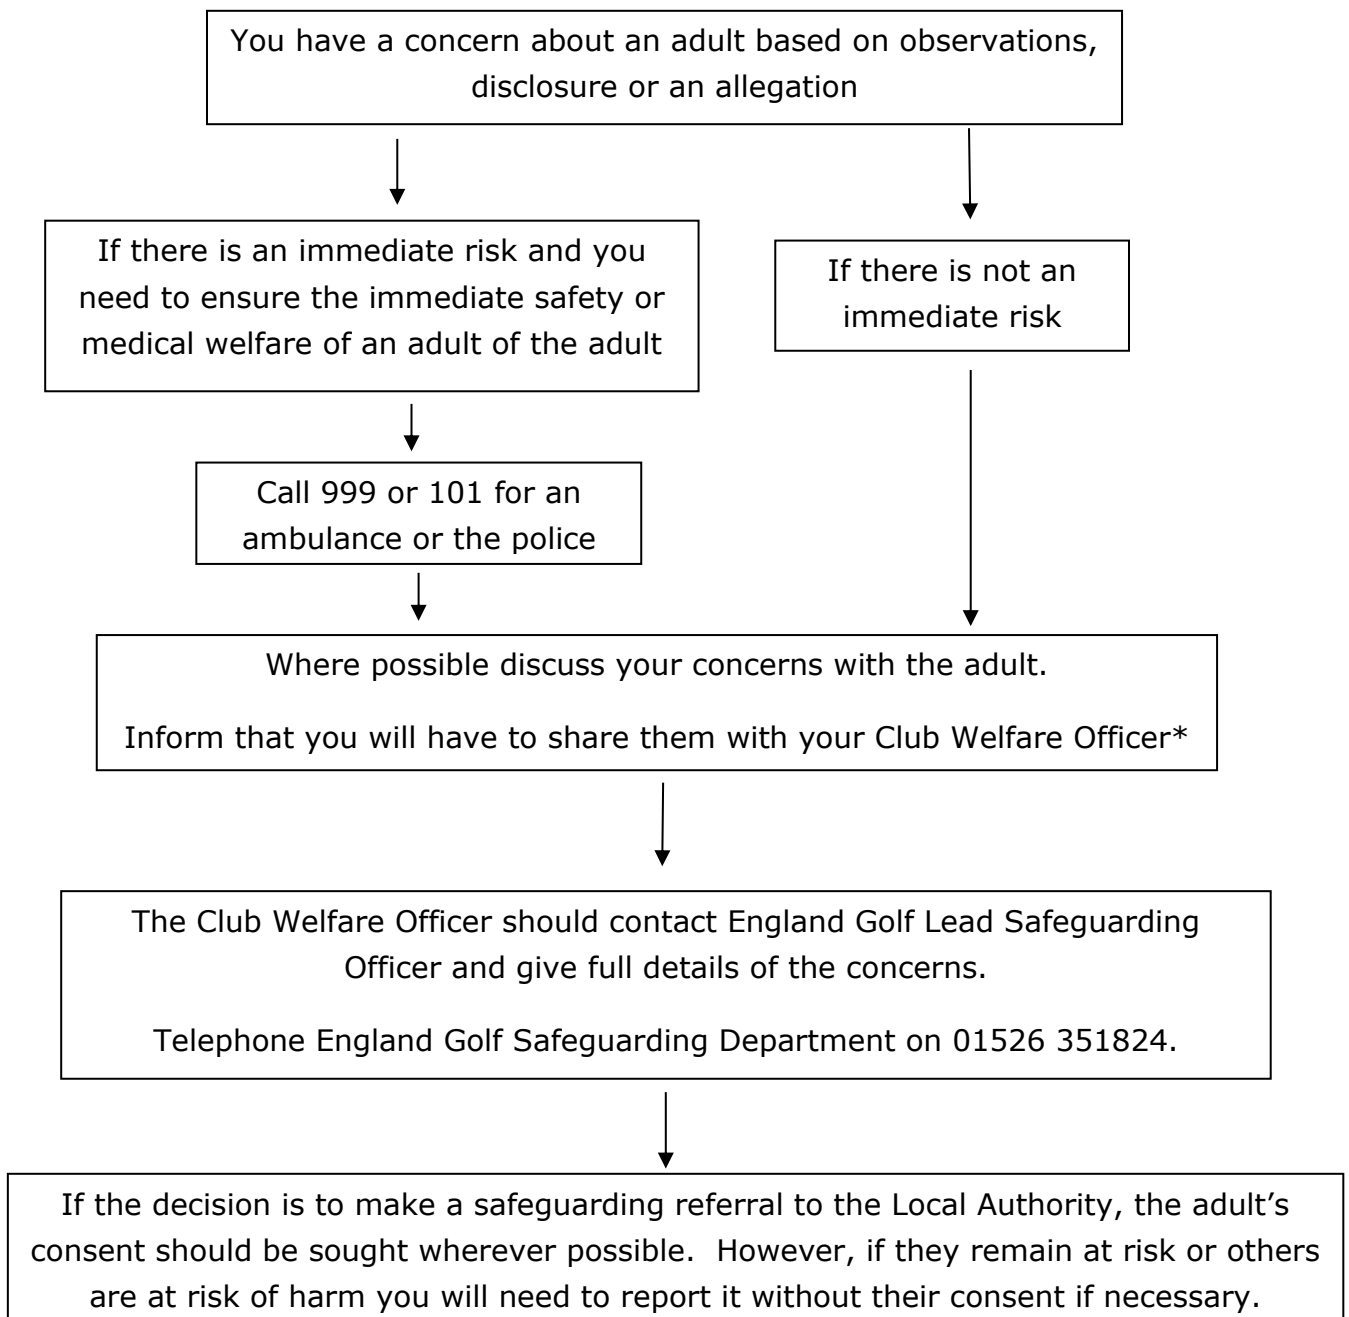 You have a concern about an adult based on observations,
disclosure or an allegation
If there is an immediate risk and you
need to ensure the immediate safety or
medical welfare of an adult of the adult
If there is not an
immediate risk
Call 999 or 101 for an
ambulance or the police
Where possible discuss your concerns with the adult.
Inform that you will have to share them with your Club Welfare Officer*
The Club Welfare Officer should contact England Golf Lead Safeguarding
Officer and give full details of the concerns.
Telephone England Golf Safeguarding Department on 01526 351824.
If the decision is to make a safeguarding referral to the Local Authority, the adult’s
consent should be sought wherever possible.  However, if they remain at risk or others
are at risk of harm you will need to report it without their consent if necessary.